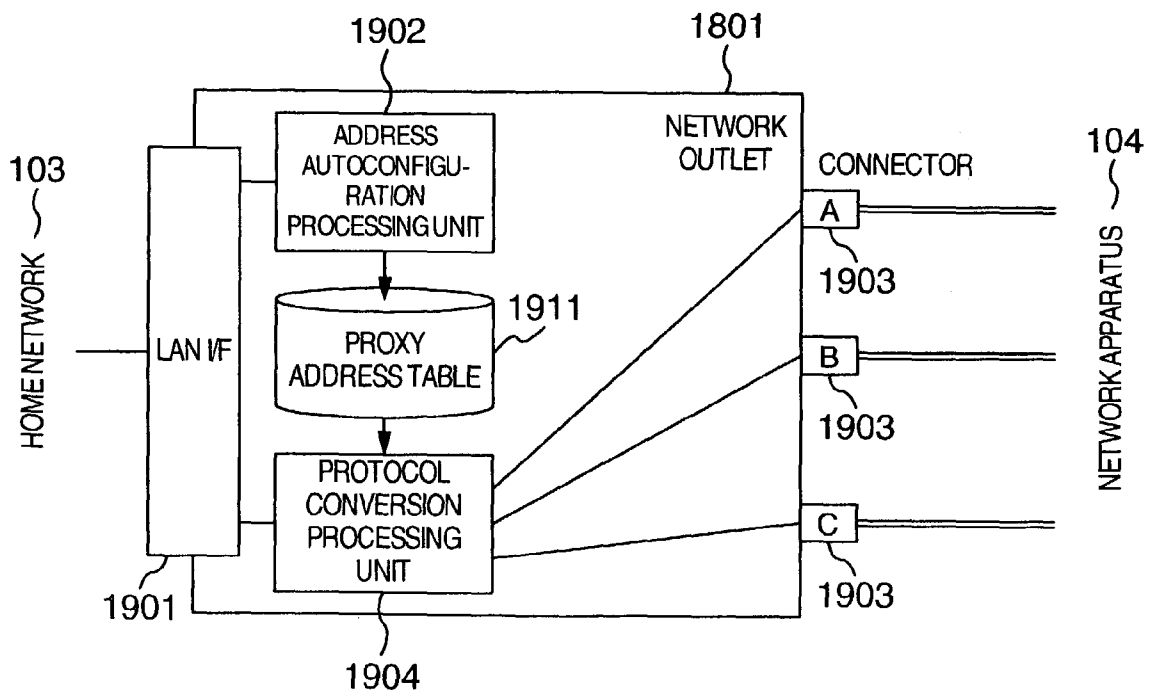 1902
1801
ADDRESS
AUTOCONFIGU-
RATION
PROCESSING UNIT
NETWORK
OUTLET
CONNECTOR
103
HOME NETWORK
104
NETWORK APPARATUS
A
1903
1911
LAN I/F
PROXY
ADDRESS TABLE
B
1903
PROTOCOL
CONVERSION
PROCESSING
UNIT
C
1903
1901
1904